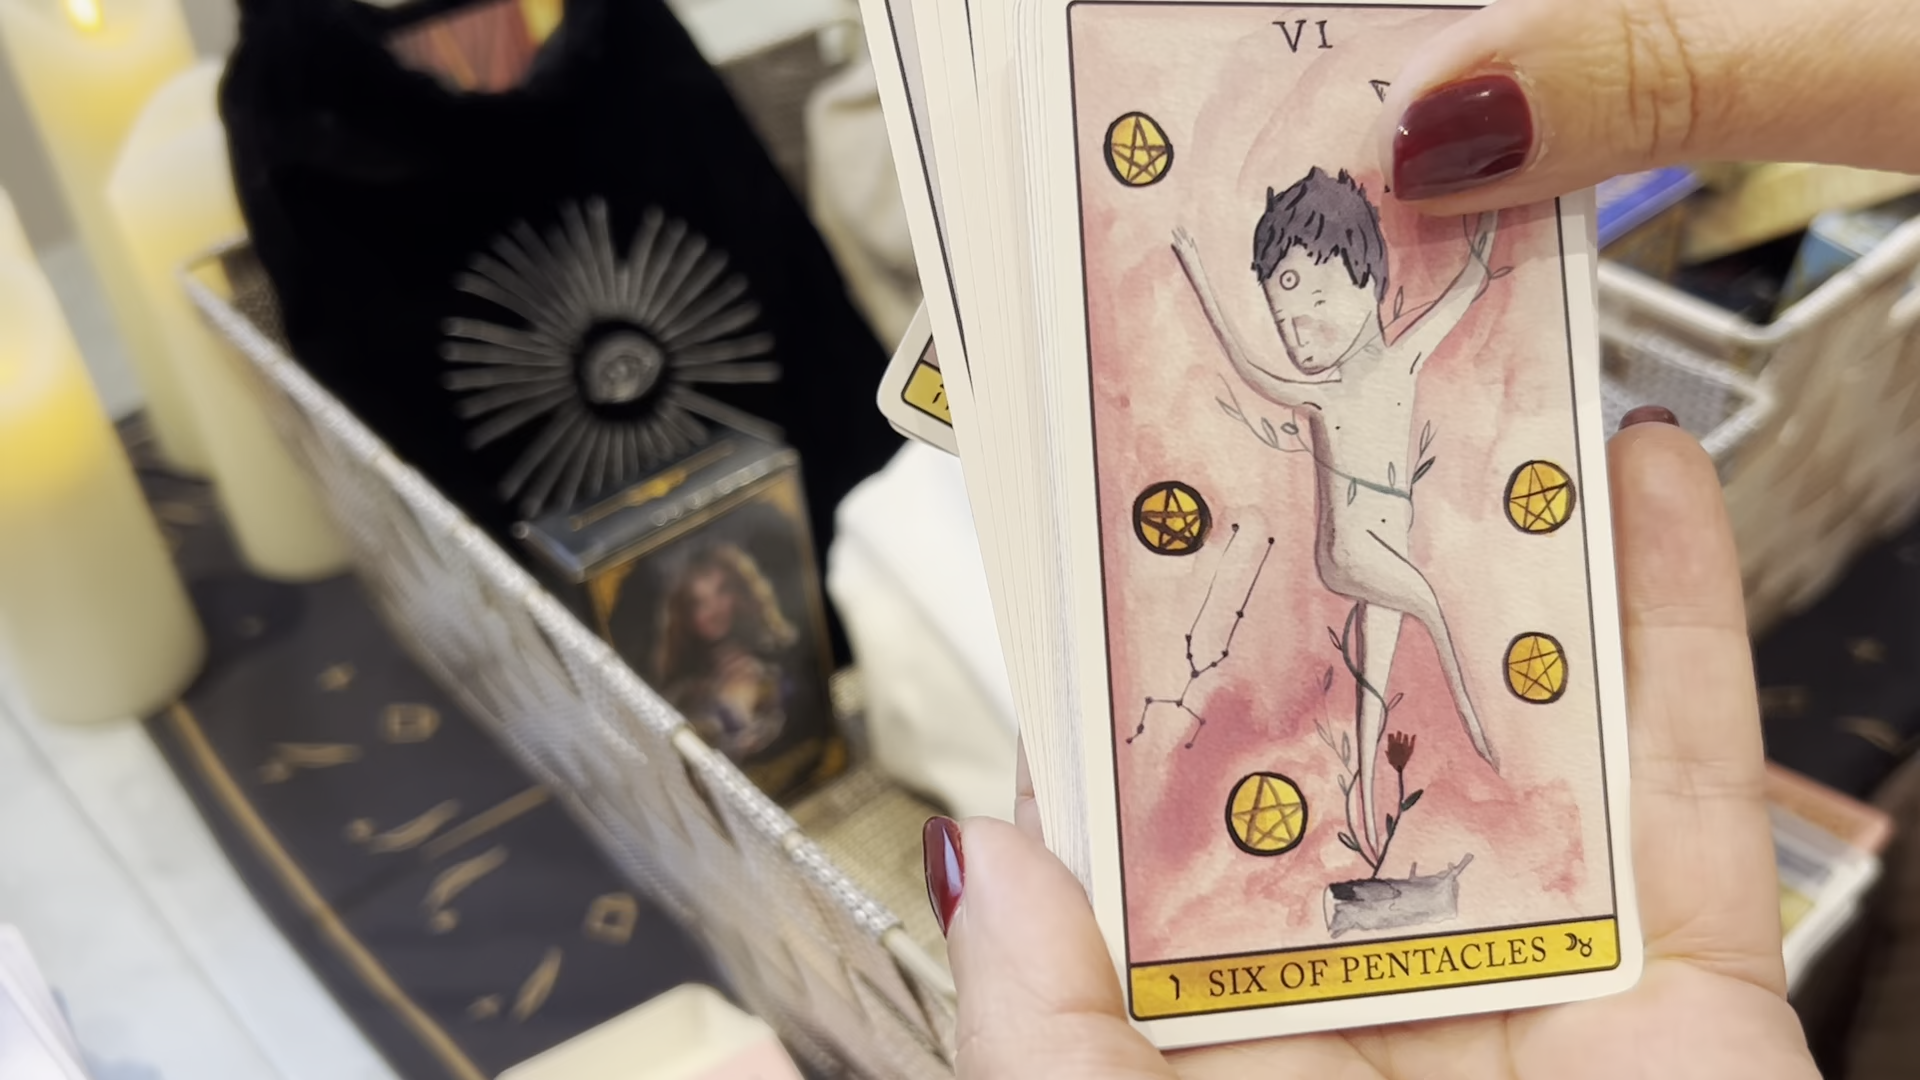 VI
ו SIX OF PENTACLES ☽♉